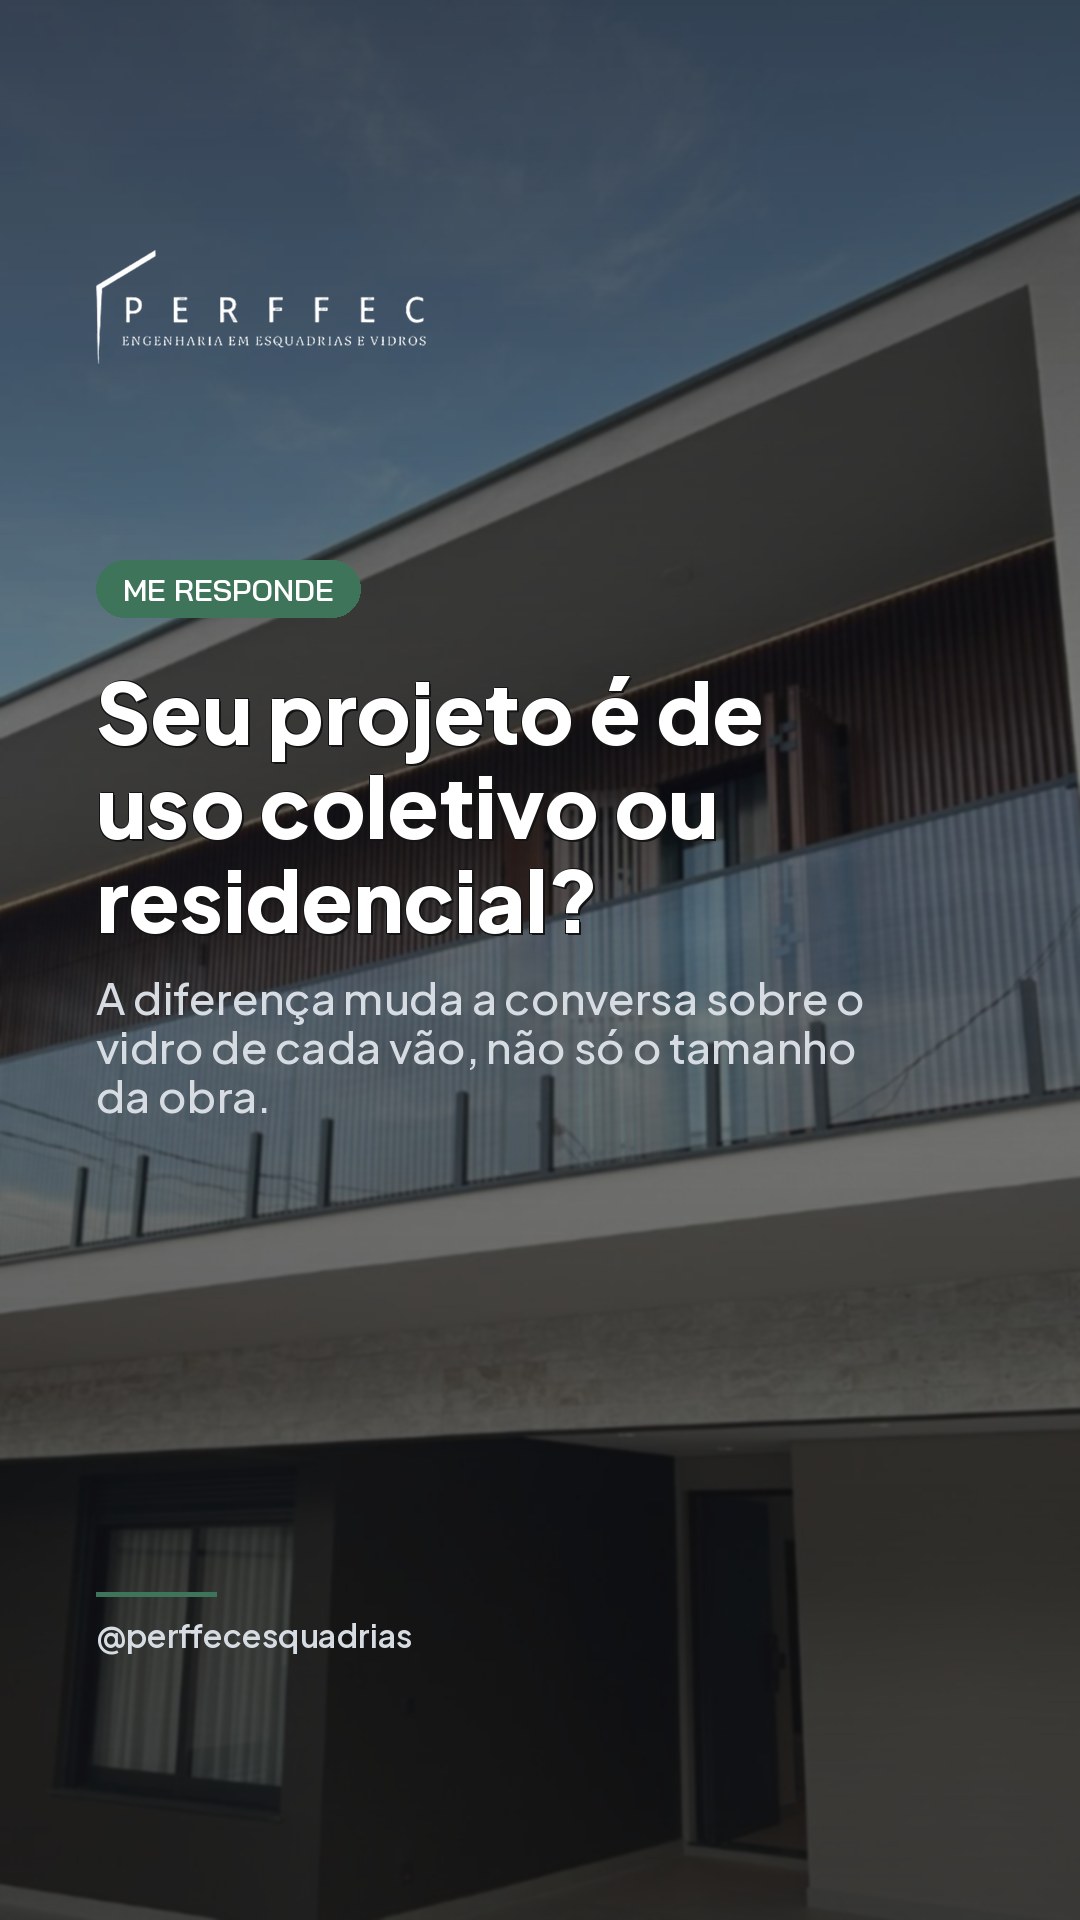 PERFFEC
ENGENHARIA EM ESQUADRIAS E VIDROS
ME RESPONDE
Seu projeto é de
uso coletivo ou
residencial?
A diferença muda a conversa sobre o
vidro de cada vão, não só o tamanho
da obra.
@perffecesquadrias